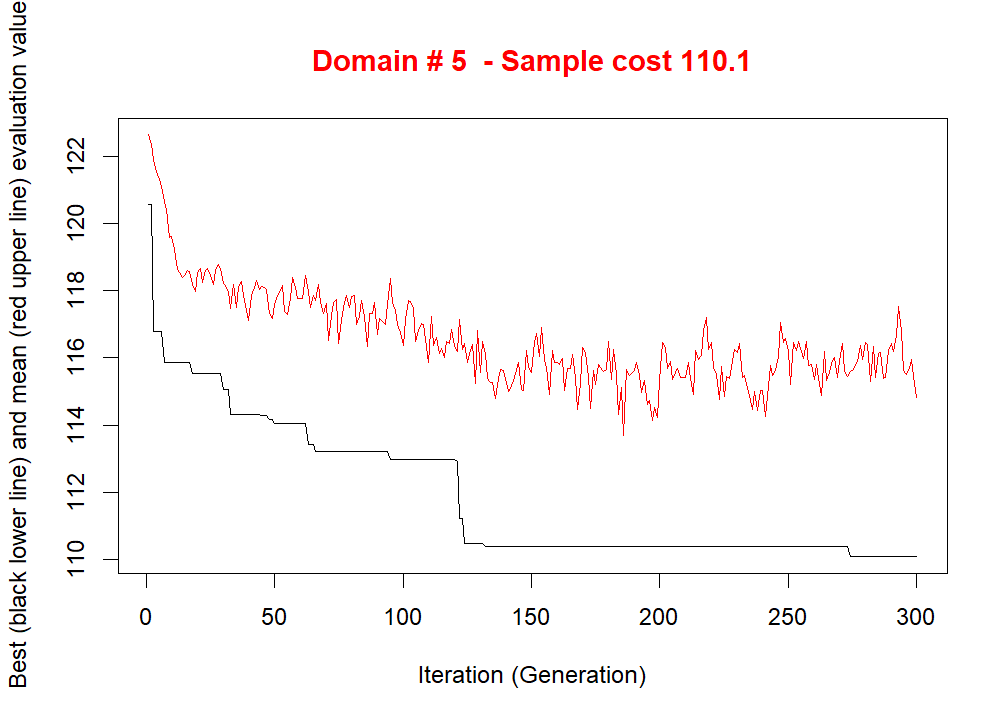 Domain # 5  - Sample cost 110.1
Best (black lower line) and mean (red upper line) evaluation value
122
120
118
116
114
112
110
0 50 100 150 200 250 300
Iteration (Generation)